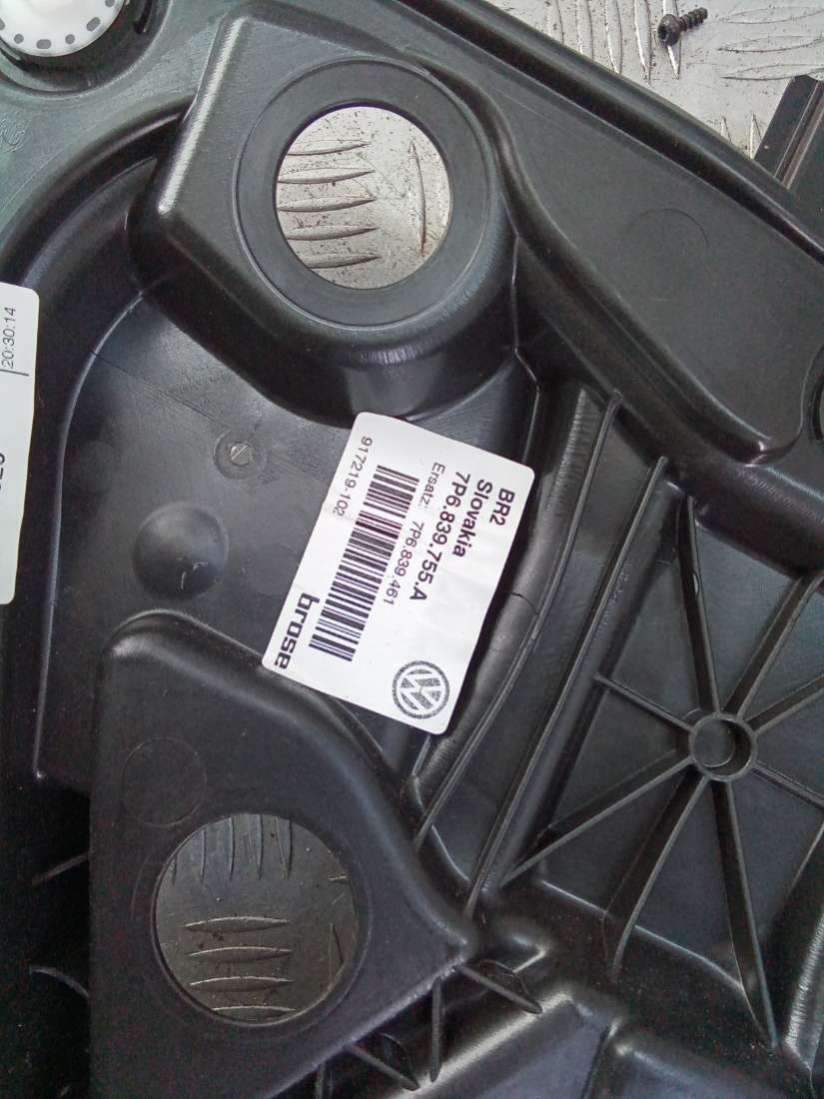 BR2
Slovakia
7P6.839.755.A
Ersatz: 7P6.839.461
917219-102
brose
20:30:14